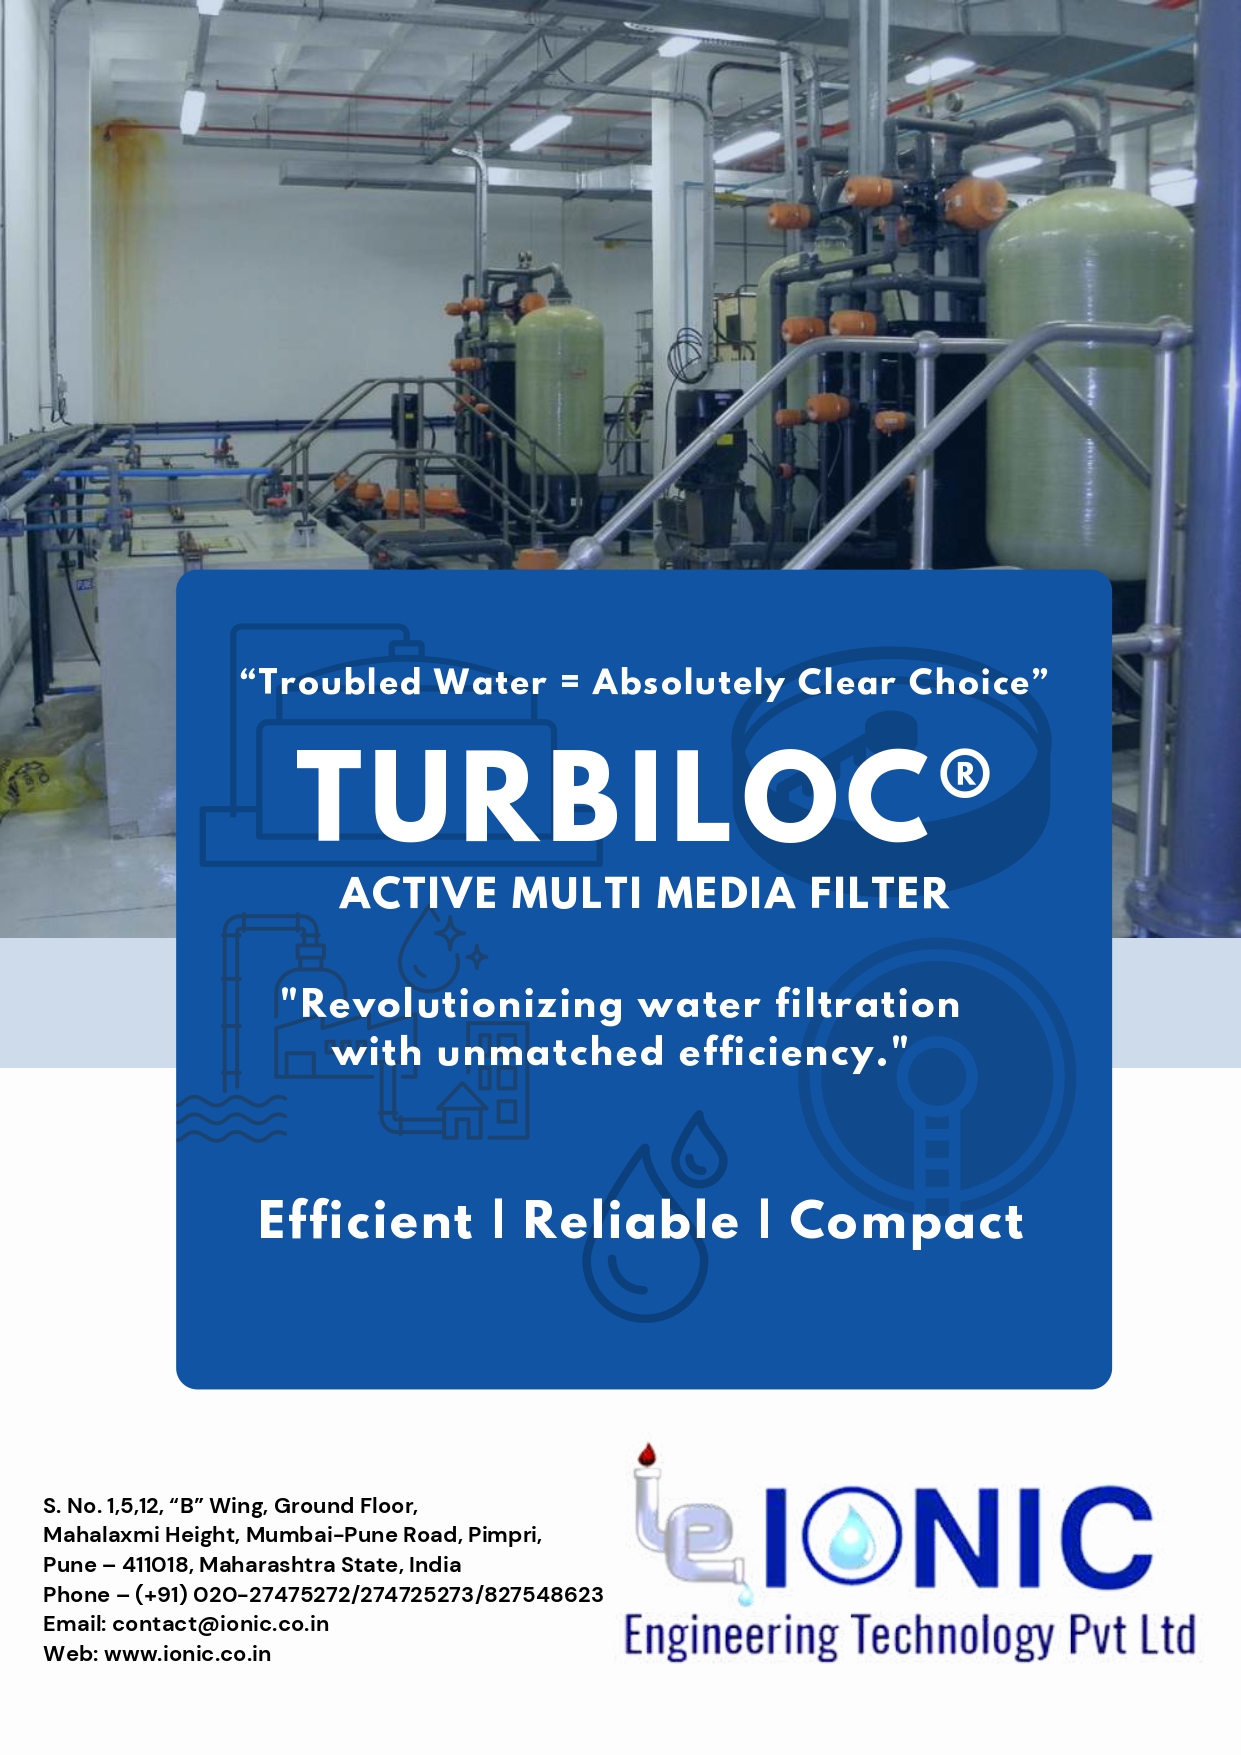 “Troubled Water = Absolutely Clear Choice”
TURBILOC®
ACTIVE MULTI MEDIA FILTER
"Revolutionizing water filtration
with unmatched efficiency."
Efficient | Reliable | Compact
S. No. 1,5,12, “B” Wing, Ground Floor,
Mahalaxmi Height, Mumbai-Pune Road, Pimpri,
Pune – 411018, Maharashtra State, India
Phone – (+91) 020-27475272/274725273/827548623
Email: contact@ionic.co.in
Web: www.ionic.co.in
IONIC
Engineering Technology Pvt Ltd